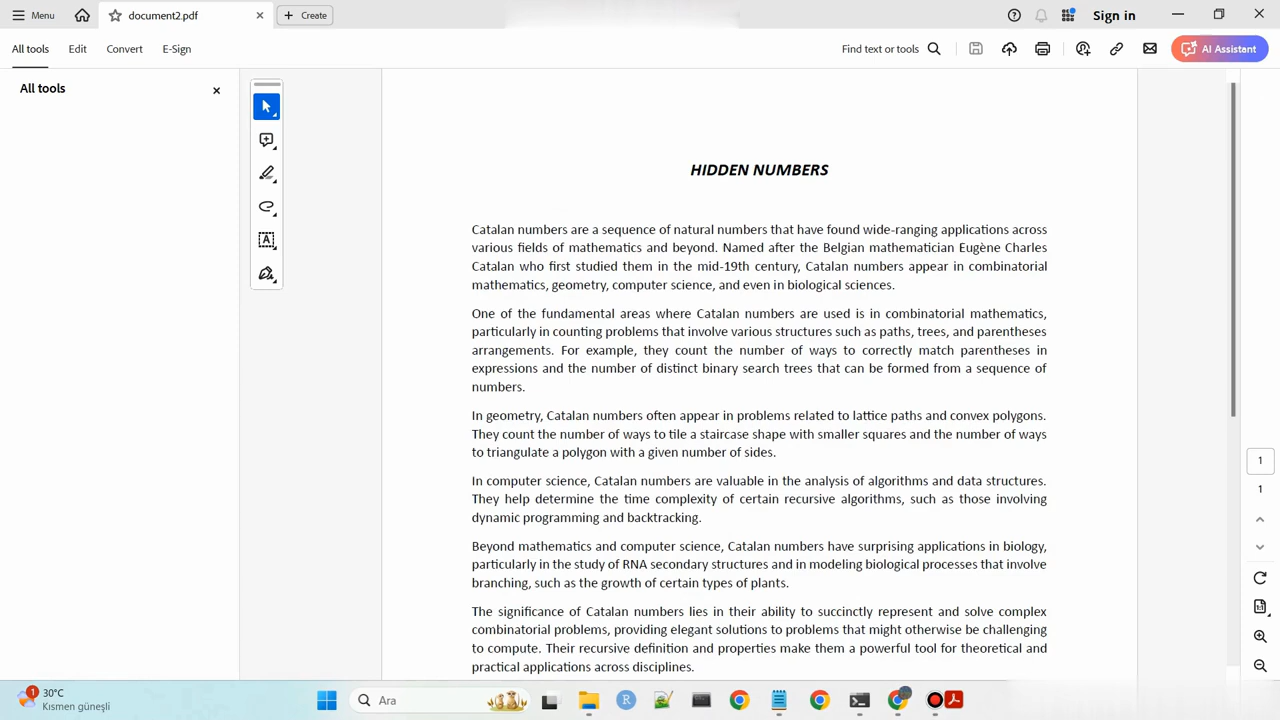 Menu
document2.pdf
Create
Sign in
All tools
Edit
Convert
E-Sign
Find text or tools
AI Assistant
All tools
HIDDEN NUMBERS
Catalan numbers are a sequence of natural numbers that have found wide-ranging applications across
various fields of mathematics and beyond. Named after the Belgian mathematician Eugène Charles
Catalan who first studied them in the mid-19th century, Catalan numbers appear in combinatorial
mathematics, geometry, computer science, and even in biological sciences.
One of the fundamental areas where Catalan numbers are used is in combinatorial mathematics,
particularly in counting problems that involve various structures such as paths, trees, and parentheses
arrangements. For example, they count the number of ways to correctly match parentheses in
expressions and the number of distinct binary search trees that can be formed from a sequence of
numbers.
In geometry, Catalan numbers often appear in problems related to lattice paths and convex polygons.
They count the number of ways to tile a staircase shape with smaller squares and the number of ways
to triangulate a polygon with a given number of sides.
In computer science, Catalan numbers are valuable in the analysis of algorithms and data structures.
They help determine the time complexity of certain recursive algorithms, such as those involving
dynamic programming and backtracking.
Beyond mathematics and computer science, Catalan numbers have surprising applications in biology,
particularly in the study of RNA secondary structures and in modeling biological processes that involve
branching, such as the growth of certain types of plants.
The significance of Catalan numbers lies in their ability to succinctly represent and solve complex
combinatorial problems, providing elegant solutions to problems that might otherwise be challenging
to compute. Their recursive definition and properties make them a powerful tool for theoretical and
practical applications across disciplines.
1
1
1
30°C
Kısmen güneşli
Ara